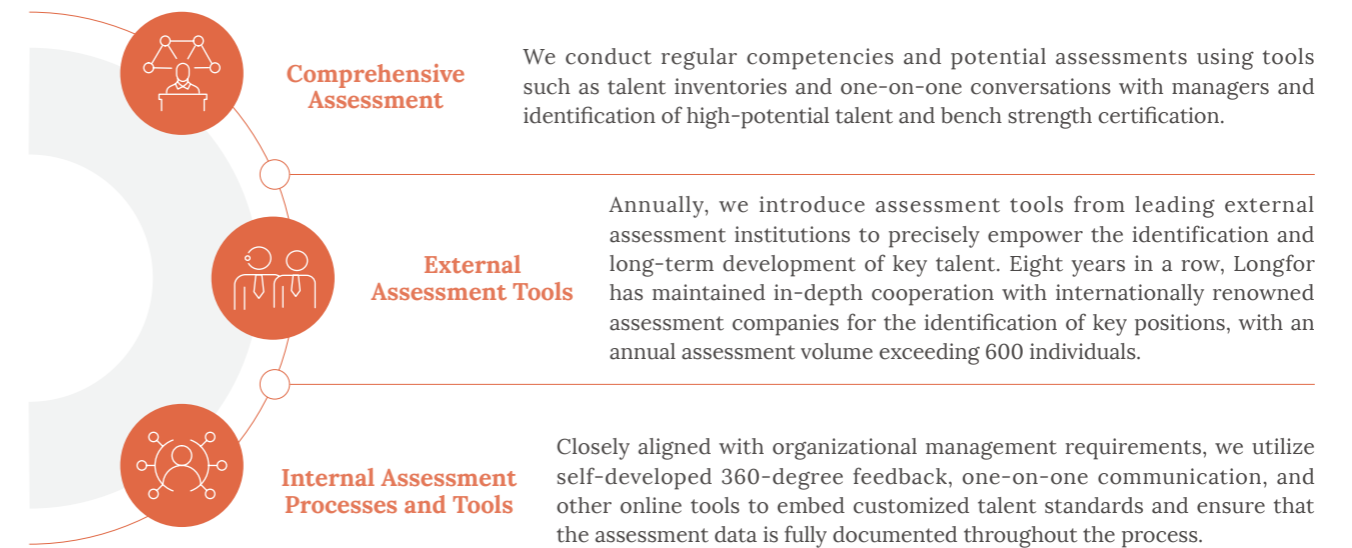 Comprehensive
Assessment
We conduct regular competencies and potential assessments using tools
such as talent inventories and one-on-one conversations with managers and
identification of high-potential talent and bench strength certification.
External
Assessment Tools
Annually, we introduce assessment tools from leading external
assessment institutions to precisely empower the identification and
long-term development of key talent. Eight years in a row, Longfor
has maintained in-depth cooperation with internationally renowned
assessment companies for the identification of key positions, with an
annual assessment volume exceeding 600 individuals.
Internal Assessment
Processes and Tools
Closely aligned with organizational management requirements, we utilize
self-developed 360-degree feedback, one-on-one communication, and
other online tools to embed customized talent standards and ensure that
the assessment data is fully documented throughout the process.